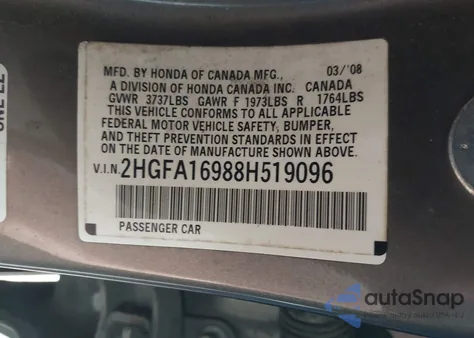 MFD. BY HONDA OF CANADA MFG., 03/'08
A DIVISION OF HONDA CANADA INC. CANADA
GVWR 3737LBS GAWR F 1973LBS R 1764LBS
THIS VEHICLE CONFORMS TO ALL APPLICABLE
FEDERAL MOTOR VEHICLE SAFETY, BUMPER,
AND THEFT PREVENTION STANDARDS IN EFFECT
ON THE DATE OF MANUFACTURE SHOWN ABOVE.
V.I.N. 2HGFA16988H519096
PASSENGER CAR
autoSnap